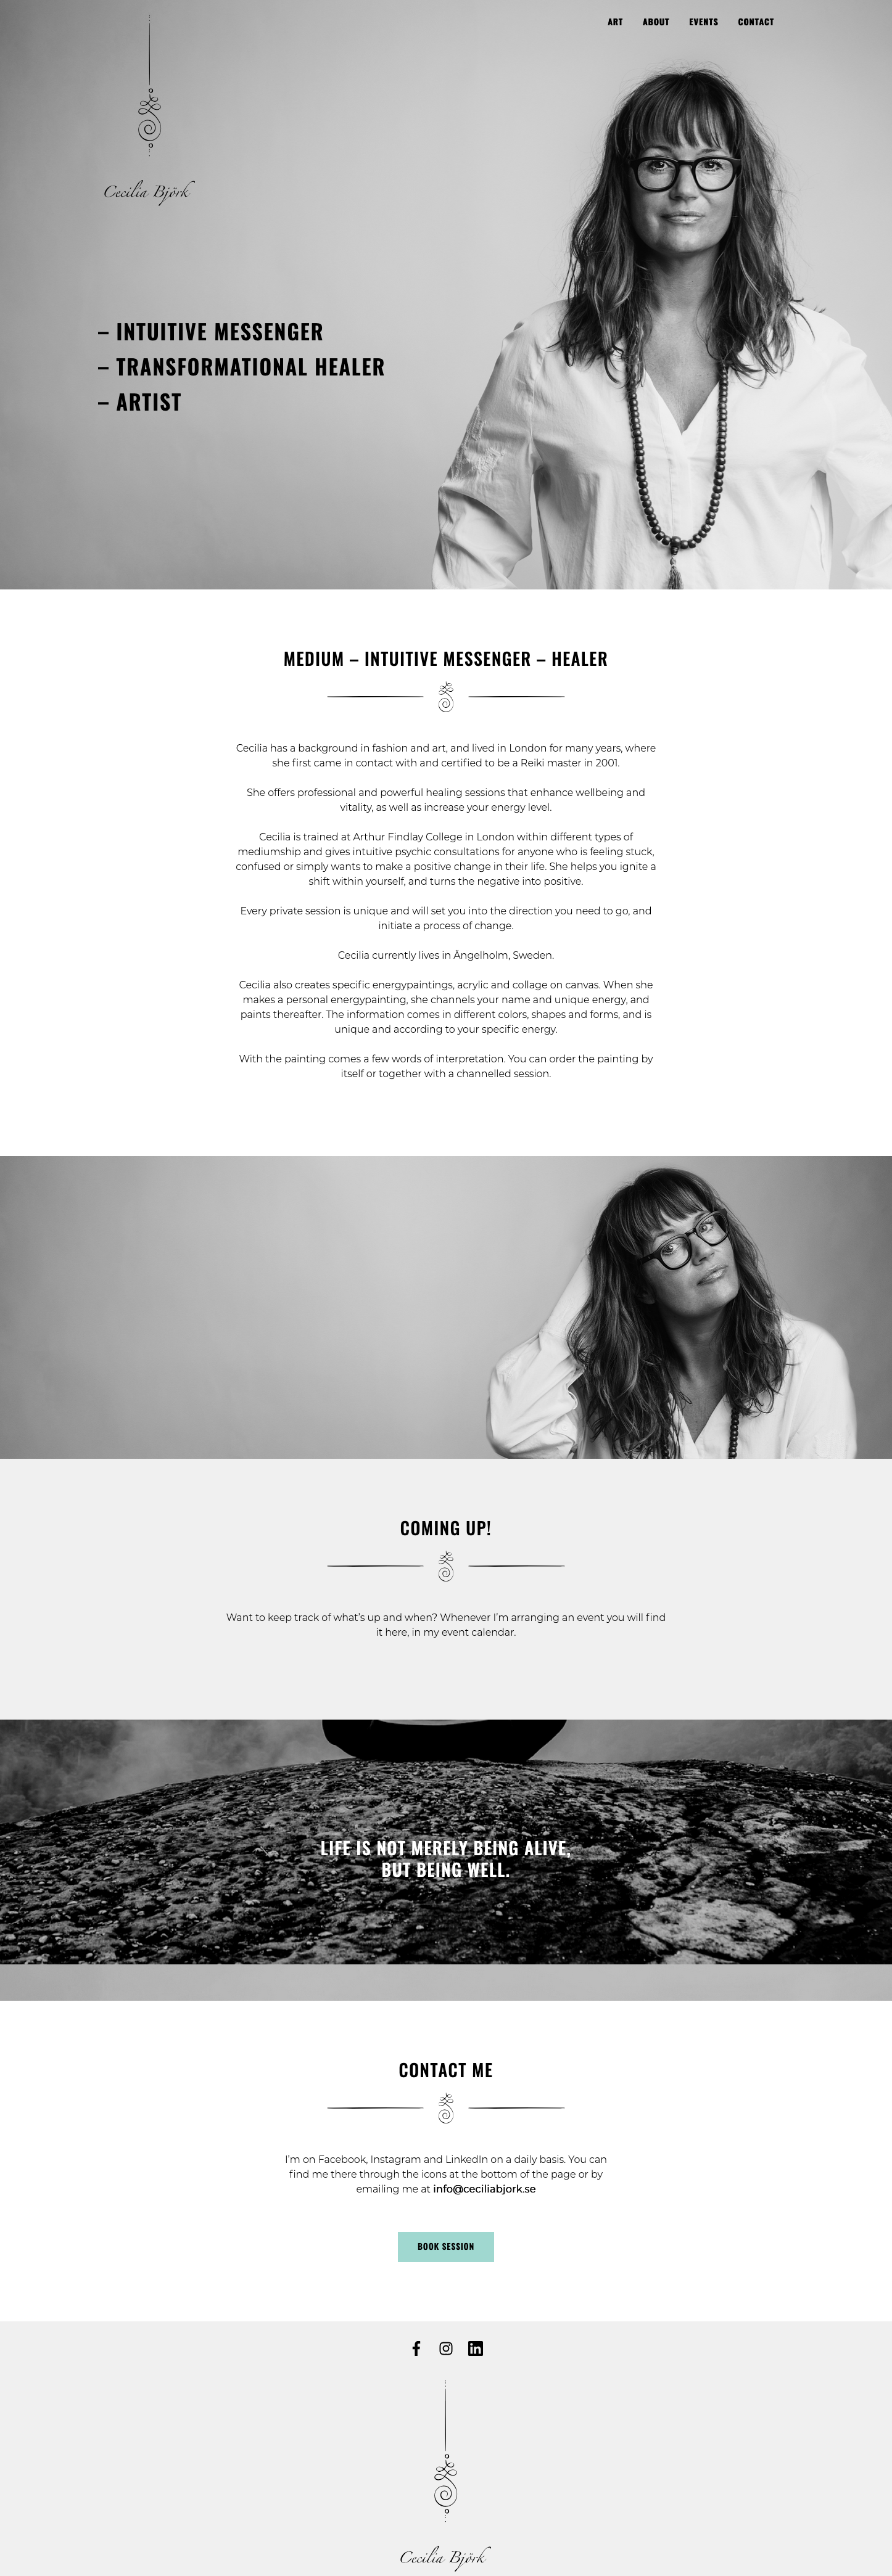 ART ABOUT EVENTS CONTACT
Cecilia Björk
– INTUITIVE MESSENGER
– TRANSFORMATIONAL HEALER
– ARTIST
MEDIUM – INTUITIVE MESSENGER – HEALER
Cecilia has a background in fashion and art, and lived in London for many years, where
she first came in contact with and certified to be a Reiki master in 2001.
She offers professional and powerful healing sessions that enhance wellbeing and
vitality, as well as increase your energy level.
Cecilia is trained at Arthur Findlay College in London within different types of
mediumship and gives intuitive psychic consultations for anyone who is feeling stuck,
confused or simply wants to make a positive change in their life. She helps you ignite a
shift within yourself, and turns the negative into positive.
Every private session is unique and will set you into the direction you need to go, and
initiate a process of change.
Cecilia currently lives in Ängelholm, Sweden.
Cecilia also creates specific energypaintings, acrylic and collage on canvas. When she
makes a personal energypainting, she channels your name and unique energy, and
paints thereafter. The information comes in different colors, shapes and forms, and is
unique and according to your specific energy.
With the painting comes a few words of interpretation. You can order the painting by
itself or together with a channelled session.
COMING UP!
Want to keep track of what's up and when? Whenever I'm arranging an event you will find
it here, in my event calendar.
LIFE IS NOT MERELY BEING ALIVE,
BUT BEING WELL.
CONTACT ME
I'm on Facebook, Instagram and LinkedIn on a daily basis. You can
find me there through the icons at the bottom of the page or by
emailing me at info@ceciliabjork.se
BOOK SESSION
Cecilia Björk